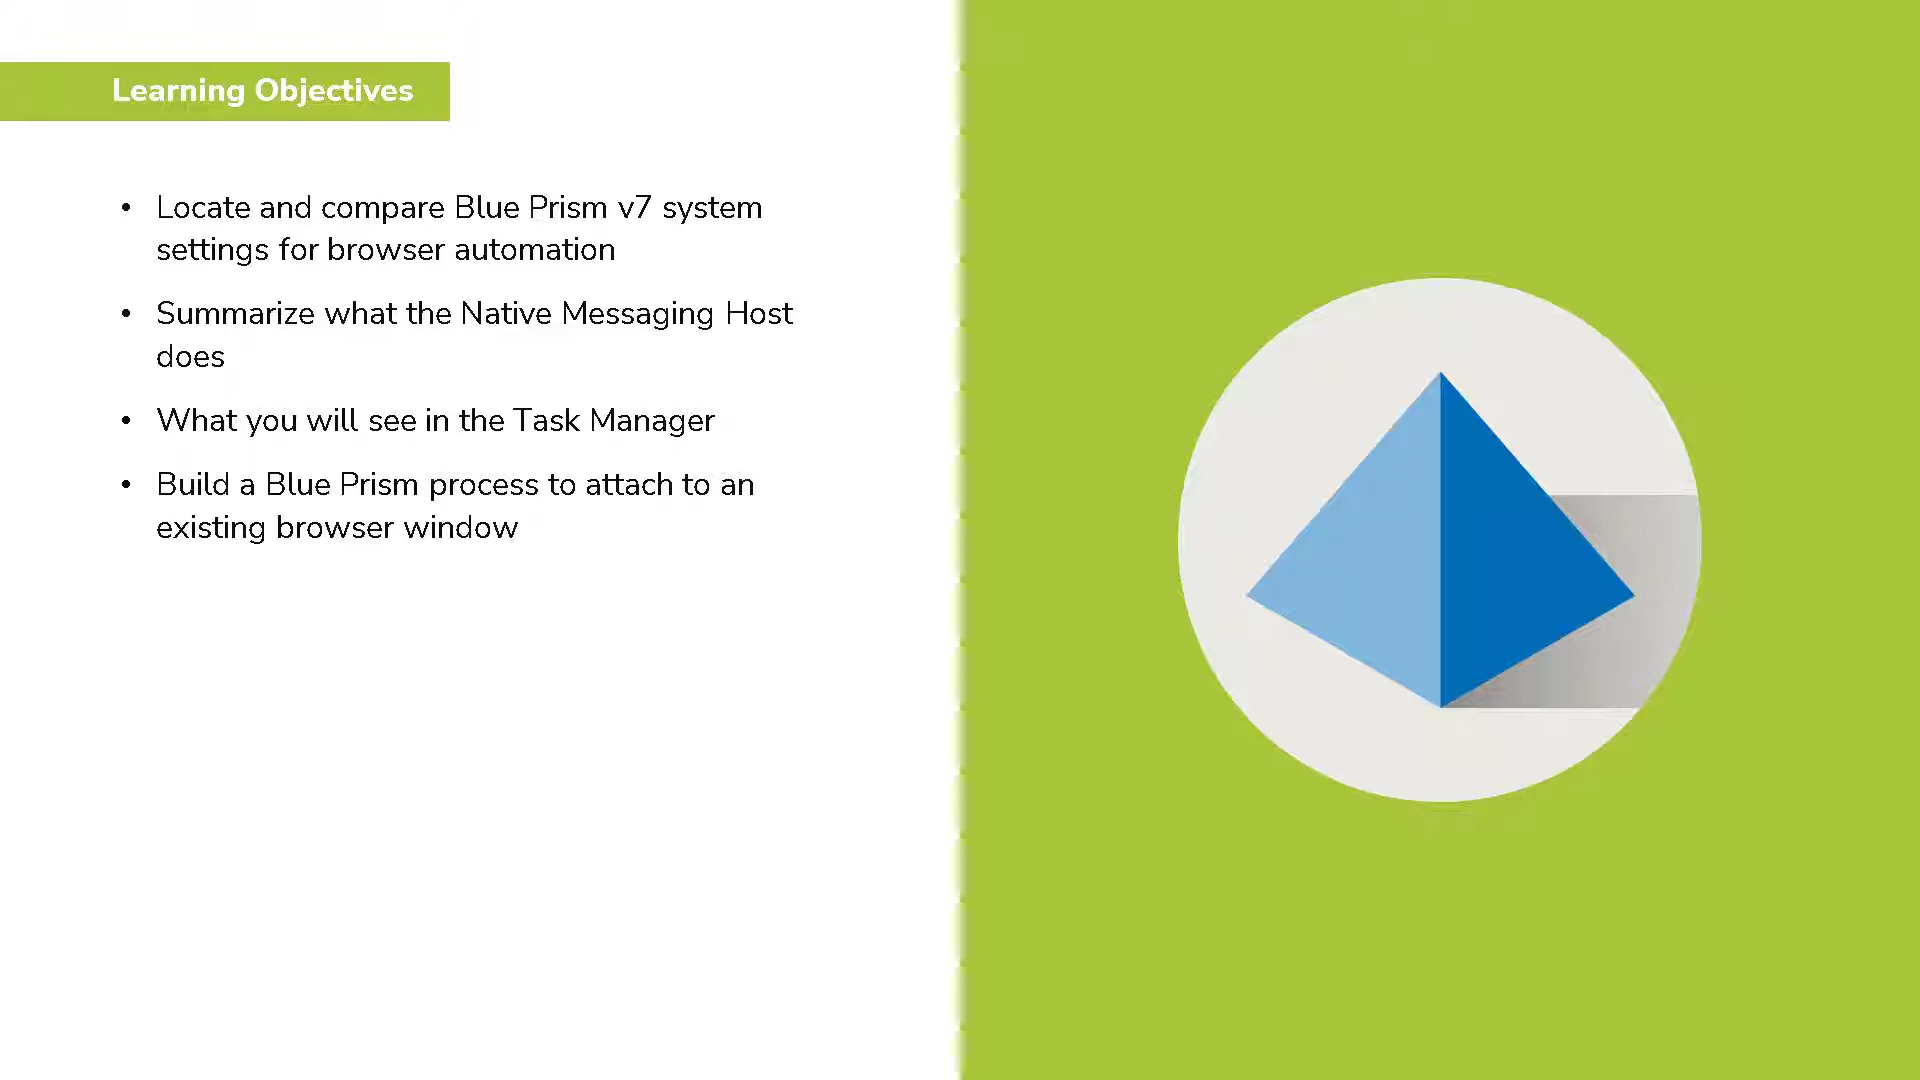 Learning Objectives
• Locate and compare Blue Prism v7 system
settings for browser automation
• Summarize what the Native Messaging Host
does
• What you will see in the Task Manager
• Build a Blue Prism process to attach to an
existing browser window